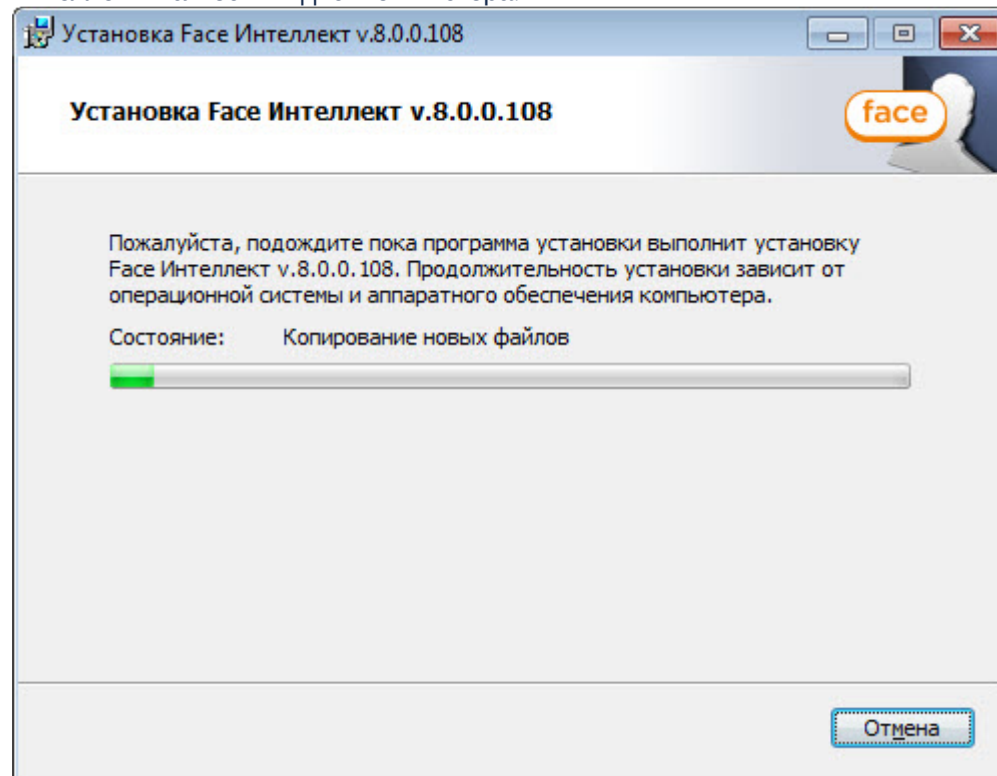 Установка Face Интеллект v.8.0.0.108
Установка Face Интеллект v.8.0.0.108
face
Пожалуйста, подождите пока программа установки выполнит установку
Face Интеллект v.8.0.0.108. Продолжительность установки зависит от
операционной системы и аппаратного обеспечения компьютера.
Состояние: Копирование новых файлов
Отмена